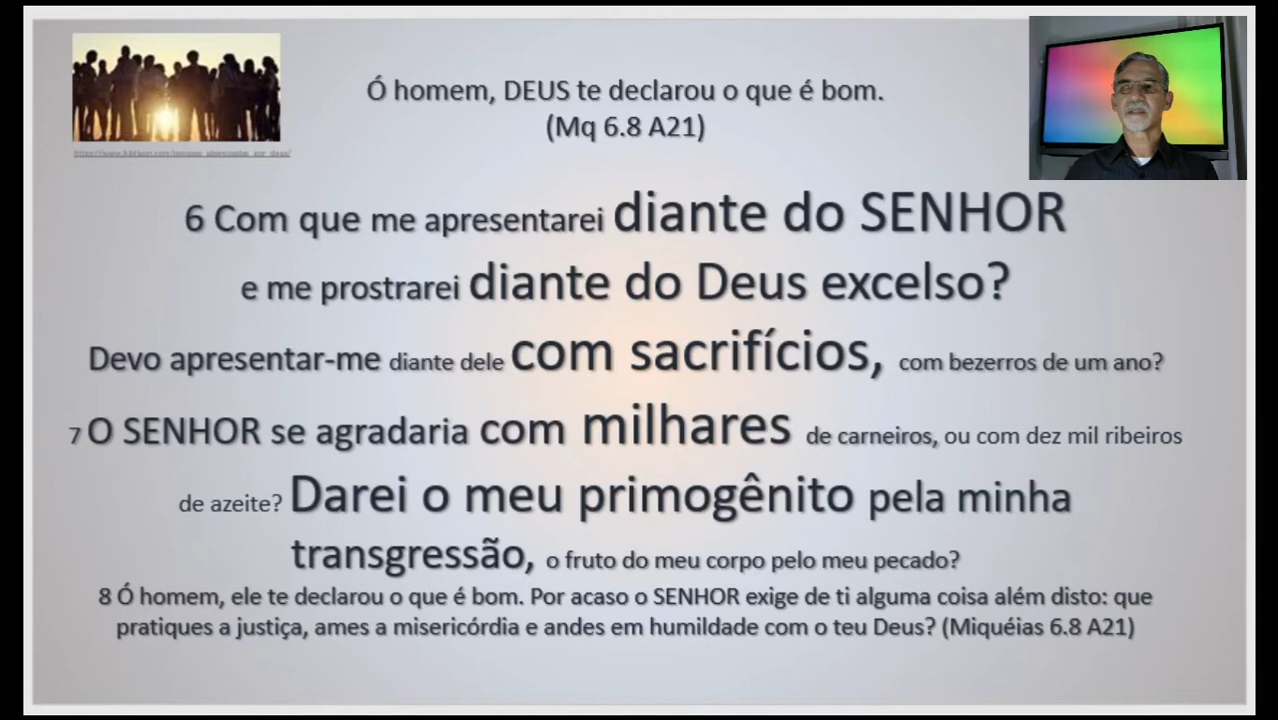 Ó homem, DEUS te declarou o que é bom.
(Mq 6.8 A21)
6 Com que me apresentarei diante do SENHOR
e me prostrarei diante do Deus excelso?
Devo apresentar-me diante dele com sacrifícios, com bezerros de um ano?
7 O SENHOR se agradaria com milhares de carneiros, ou com dez mil ribeiros
de azeite? Darei o meu primogênito pela minha
transgressão, o fruto do meu corpo pelo meu pecado?
8 Ó homem, ele te declarou o que é bom. Por acaso o SENHOR exige de ti alguma coisa além disto: que
pratiques a justiça, ames a misericórdia e andes em humildade com o teu Deus? (Miquéias 6.8 A21)